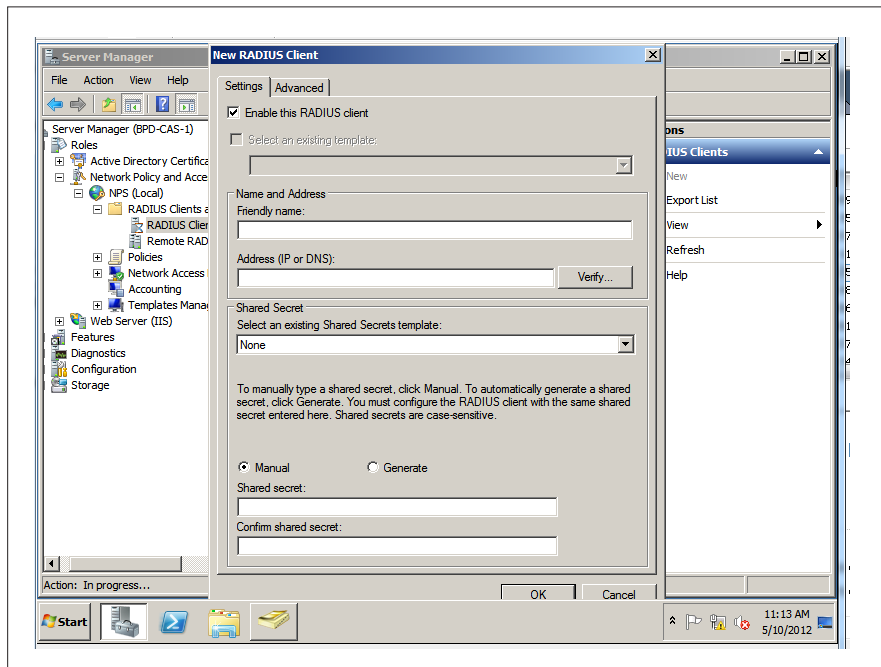 Server Manager
New RADIUS Client
File Action View Help
Server Manager (BPD-CAS-1)
Roles
Active Directory Certifica
Network Policy and Acce
NPS (Local)
RADIUS Clients a
RADIUS Clier
Remote RAD
Policies
Network Access
Accounting
Templates Mana
Web Server (IIS)
Features
Diagnostics
Configuration
Storage
Settings Advanced
Enable this RADIUS client
Select an existing template:
Name and Address
Friendly name:
Address (IP or DNS):
Verify...
Shared Secret
Select an existing Shared Secrets template:
None
To manually type a shared secret, click Manual. To automatically generate a shared
secret, click Generate. You must configure the RADIUS client with the same shared
secret entered here. Shared secrets are case-sensitive.
Manual Generate
Shared secret:
Confirm shared secret:
OK Cancel
ons
IUS Clients
New
Export List
View
Refresh
Help
Action: In progress...
Start
11:13 AM
5/10/2012